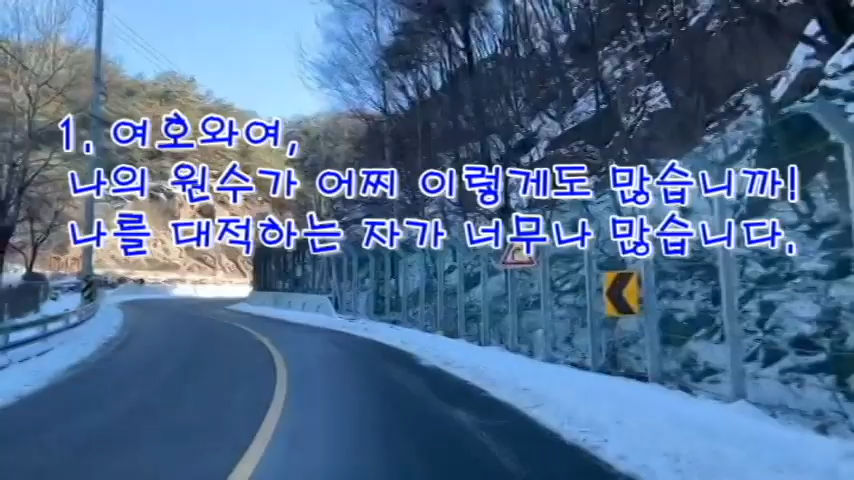 1. 여호와여,
나의 원수가 어찌 이렇게도 많습니까!
나를 대적하는 자가 너무나 많습니다.